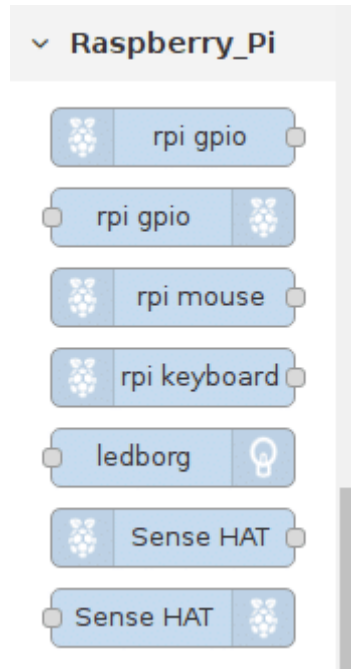 Raspberry_Pi
rpi gpio
rpi gpio
rpi mouse
rpi keyboard
ledborg
Sense HAT
Sense HAT